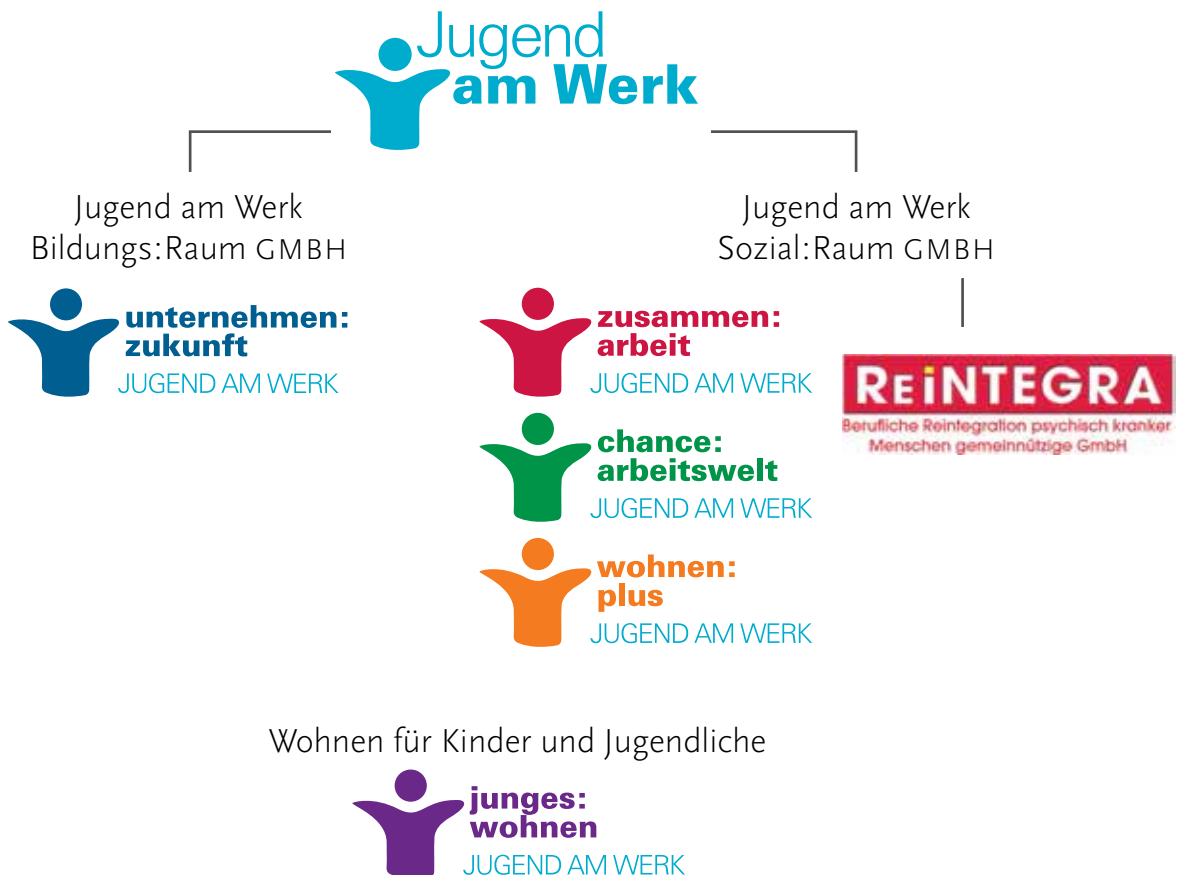 Jugend
am Werk
Jugend am Werk
Bildungs:Raum GMBH
unternehmen:
zukunft
JUGEND AM WERK
Jugend am Werk
Sozial:Raum GMBH
zusammen:
arbeit
JUGEND AM WERK
chance:
arbeitswelt
JUGEND AM WERK
wohnen:
plus
JUGEND AM WERK
REiNTEGRA
Berufliche Reintegration psychisch kranker
Menschen gemeinnützige GmbH
Wohnen für Kinder und Jugendliche
junges:
wohnen
JUGEND AM WERK